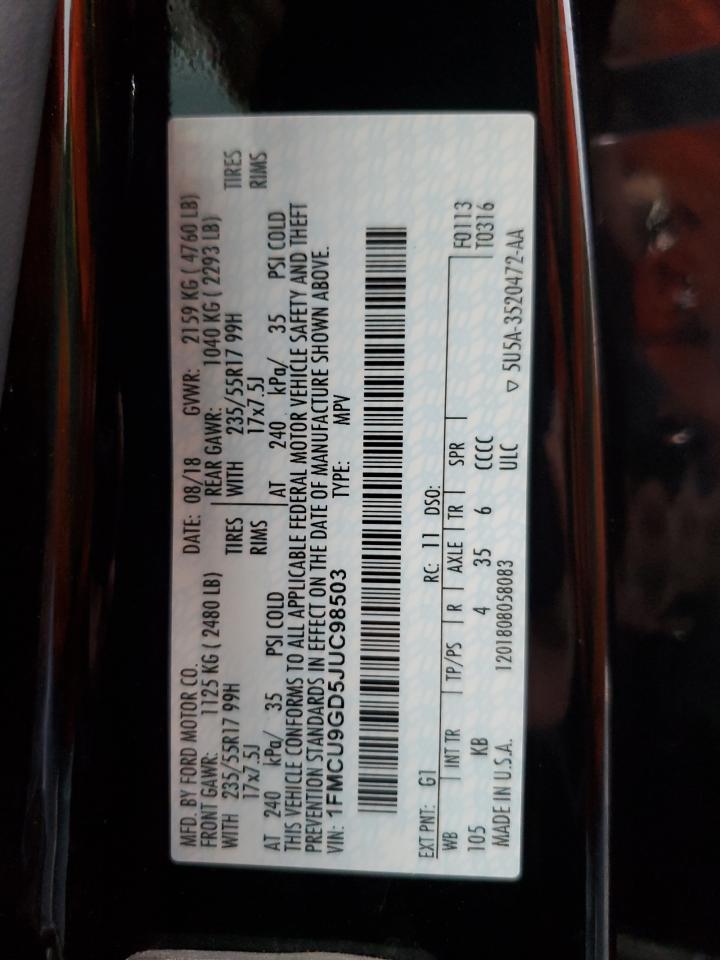 MFD. BY FORD MOTOR CO. DATE: 08/18 GVWR: 2159 KG ( 4760 LB)
FRONT GAWR: 1125 KG ( 2480 LB) REAR GAWR: 1040 KG ( 2293 LB)
WITH 235/55R17 99H TIRES WITH 235/55R17 99H TIRES
17x7.5J RIMS 17x7.5J RIMS
AT 240 kPa/ 35 PSI COLD AT 240 kPa/ 35 PSI COLD
THIS VEHICLE CONFORMS TO ALL APPLICABLE FEDERAL MOTOR VEHICLE SAFETY AND THEFT
PREVENTION STANDARDS IN EFFECT ON THE DATE OF MANUFACTURE SHOWN ABOVE.
VIN: 1FMCU9GD5JUC98503 TYPE: MPV
EXT PNT: G1 RC: 11 DSO: F0113
WB INT TR TP/PS R AXLE TR SPR T0316
105 KB 4 35 6 CCCC
MADE IN U.S.A. 1201808058083 ULC ▽ 5U5A-3520472-AA